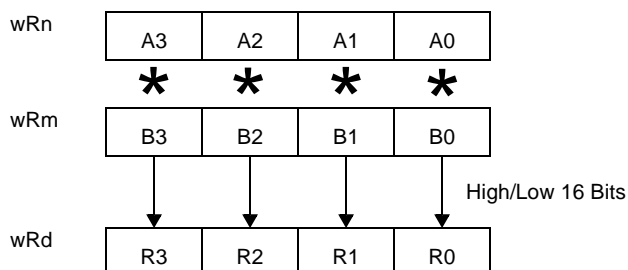 wRn
A3 A2 A1 A0
* * * *
wRm
B3 B2 B1 B0
High/Low 16 Bits
wRd
R3 R2 R1 R0